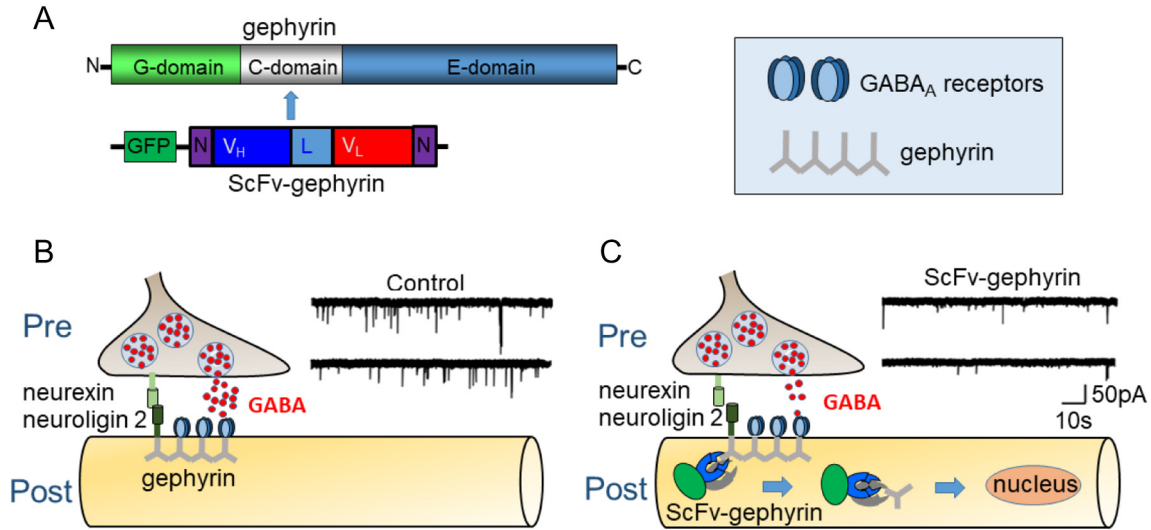 A
gephyrin
N
G-domain
C-domain
E-domain
C
GFP
N
VH
L
VL
N
ScFv-gephyrin
GABAA receptors
gephyrin
B
Pre
Control
neurexin
neuroligin 2
GABA
gephyrin
Post
C
Pre
ScFv-gephyrin
neurexin
neuroligin 2
GABA
50pA
10s
Post
ScFv-gephyrin
nucleus